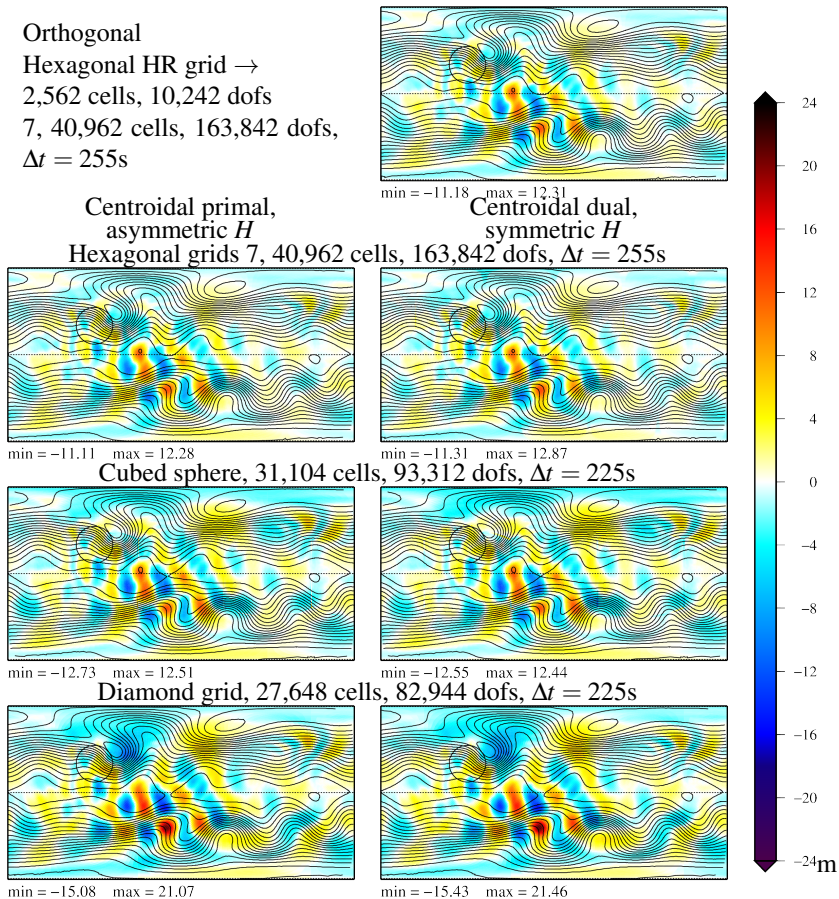 Orthogonal
Hexagonal HR grid →
2,562 cells, 10,242 dofs
7, 40,962 cells, 163,842 dofs,
Δt = 255s
min = −11.18 max = 12.31
Centroidal primal,
asymmetric H
Centroidal dual,
symmetric H
Hexagonal grids 7, 40,962 cells, 163,842 dofs, Δt = 255s
min = −11.11 max = 12.28
min = −11.31 max = 12.87
Cubed sphere, 31,104 cells, 93,312 dofs, Δt = 225s
min = −12.73 max = 12.51
min = −12.55 max = 12.44
Diamond grid, 27,648 cells, 82,944 dofs, Δt = 225s
min = −15.08 max = 21.07
min = −15.43 max = 21.46
24
20
16
12
8
4
0
−4
−8
−12
−16
−20
−24 m